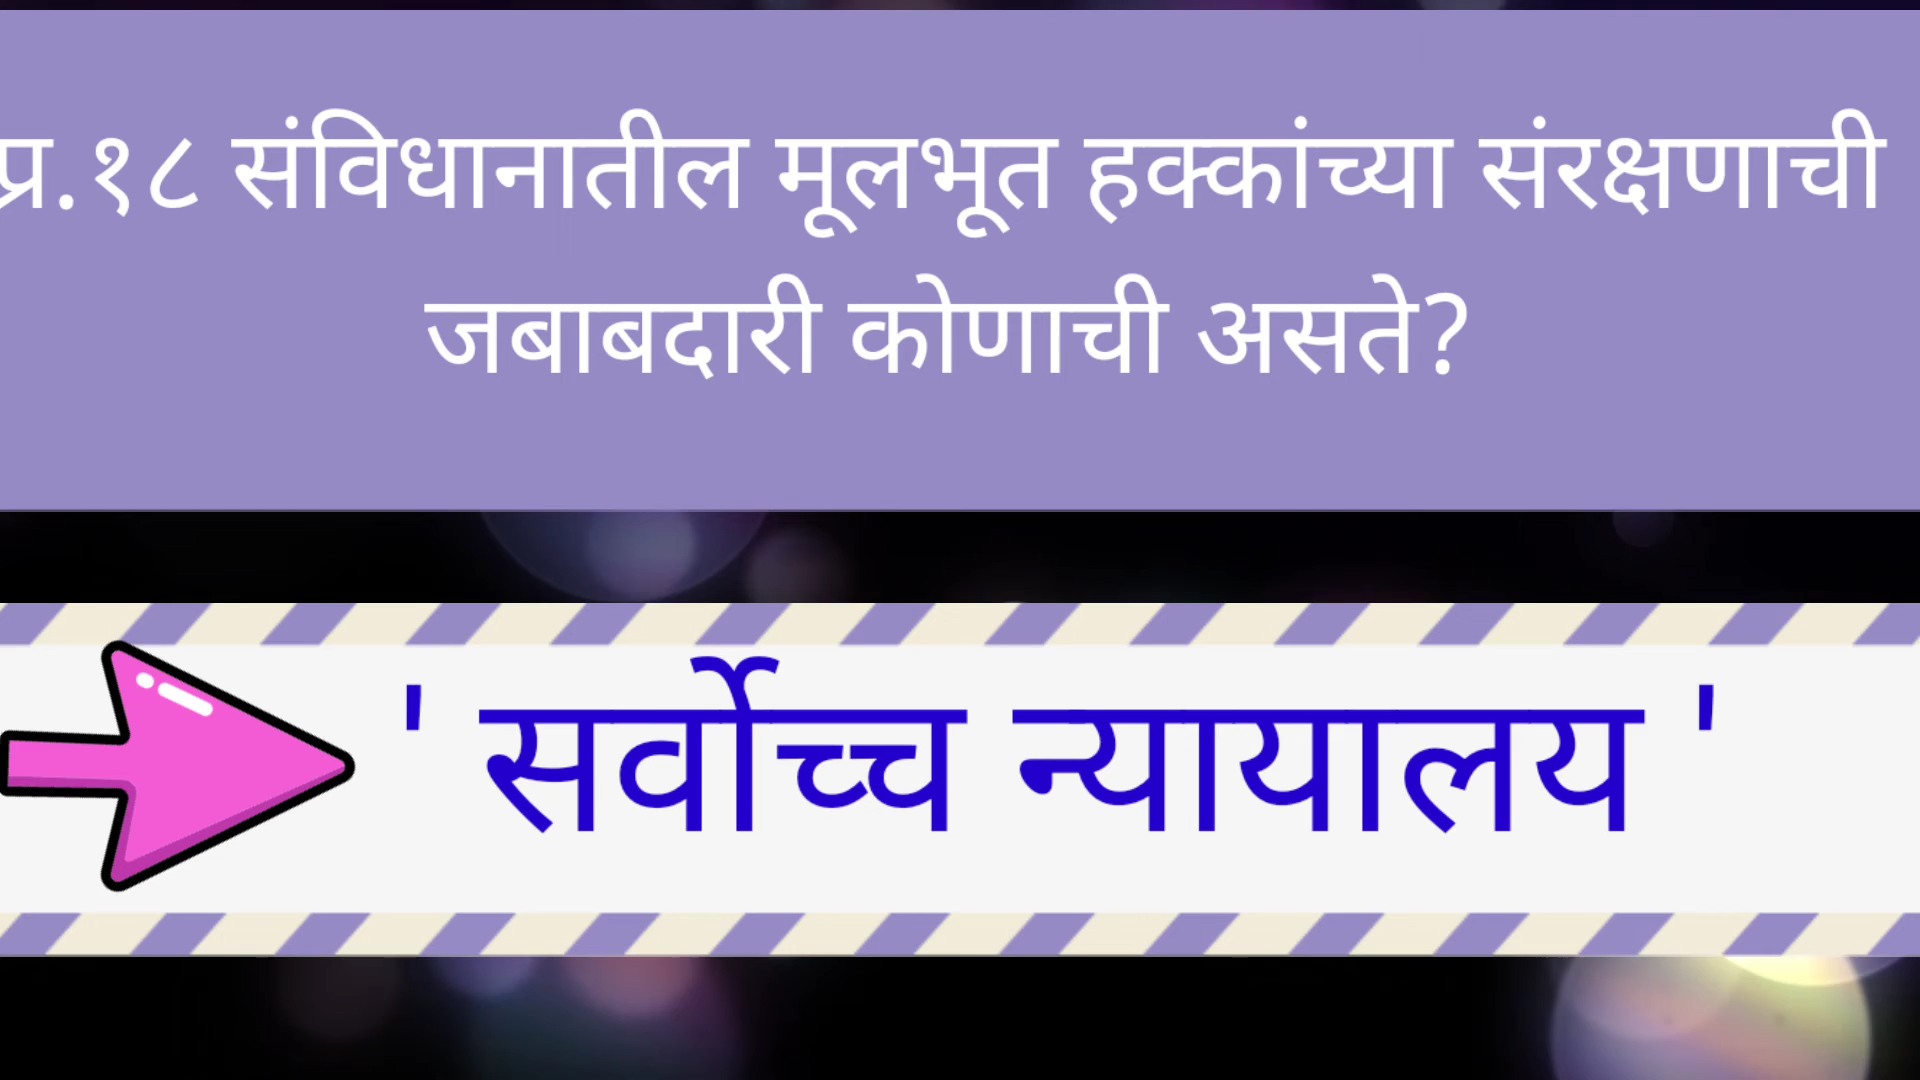 प्र.१८ संविधानातील मूलभूत हक्कांच्या संरक्षणाची
जबाबदारी कोणाची असते?
' सर्वोच्च न्यायालय '